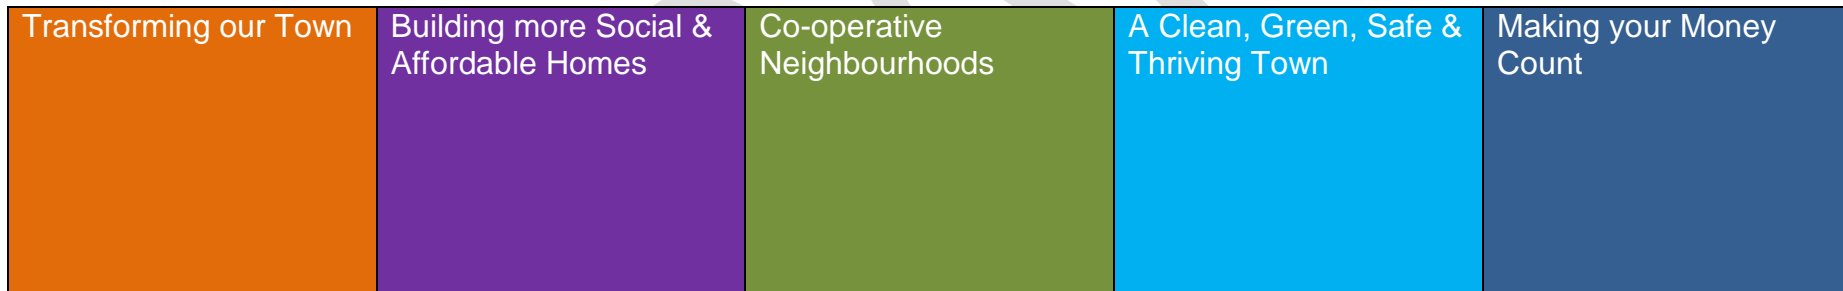 Transforming our Town
Building more Social &
Affordable Homes
Co-operative
Neighbourhoods
A Clean, Green, Safe &
Thriving Town
Making your Money
Count